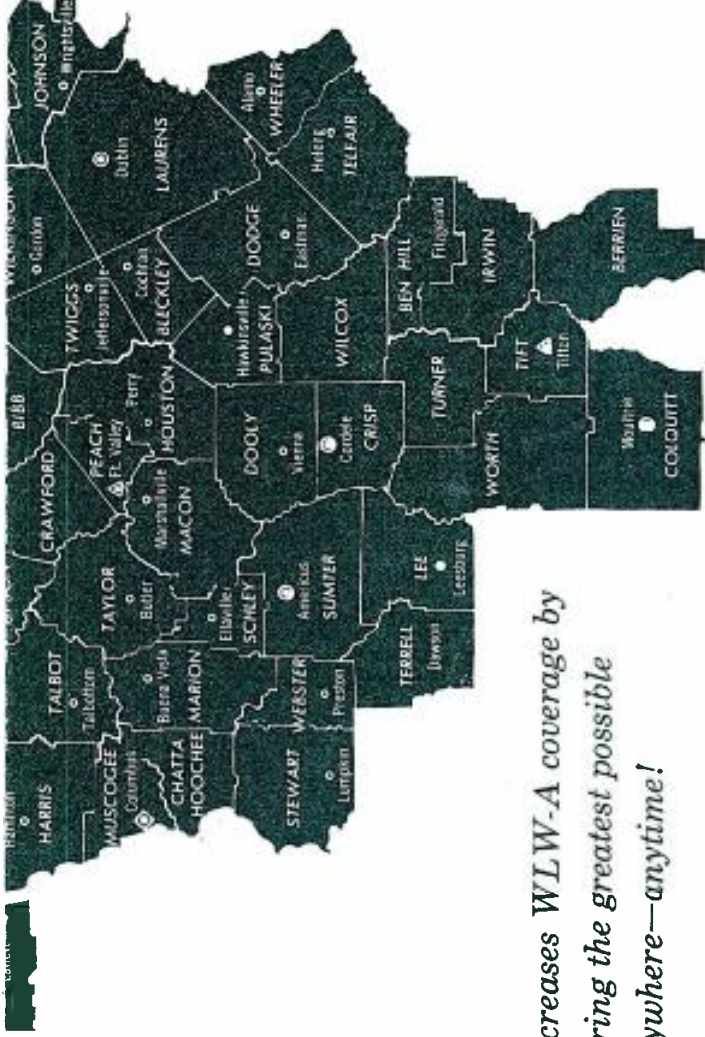 HARRIS
TALBOT
Talbotton
CRAWFORD
BIBB
TWIGGS
Jeffersonville
Gordon
JOHNSON
Wrightsville
MUSCOGEE
Columbus
CHATTA
HOOCHEE
Buena Vista
MARION
TAYLOR
Butler
PEACH
Ft. Valley
Marshallville
MACON
Perry
HOUSTON
Cochran
BLECKLEY
Dublin
LAURENS
Ellaville
SCHLEY
STEWART
Lumpkin
WEBSTER
Preston
Americus
SUMTER
DOOLY
Vienna
Cordele
CRISP
Hawkinsville
PULASKI
DODGE
Eastman
Alamo
WHEELER
Helena
TELFAIR
WILCOX
TERRELL
Dawson
LEE
Leesburg
TURNER
BEN HILL
Fitzgerald
IRWIN
WORTH
TIFT
Tifton
BERRIEN
Moultrie
COLQUITT
creases WLW-A coverage by
ring the greatest possible
ywhere—anytime!